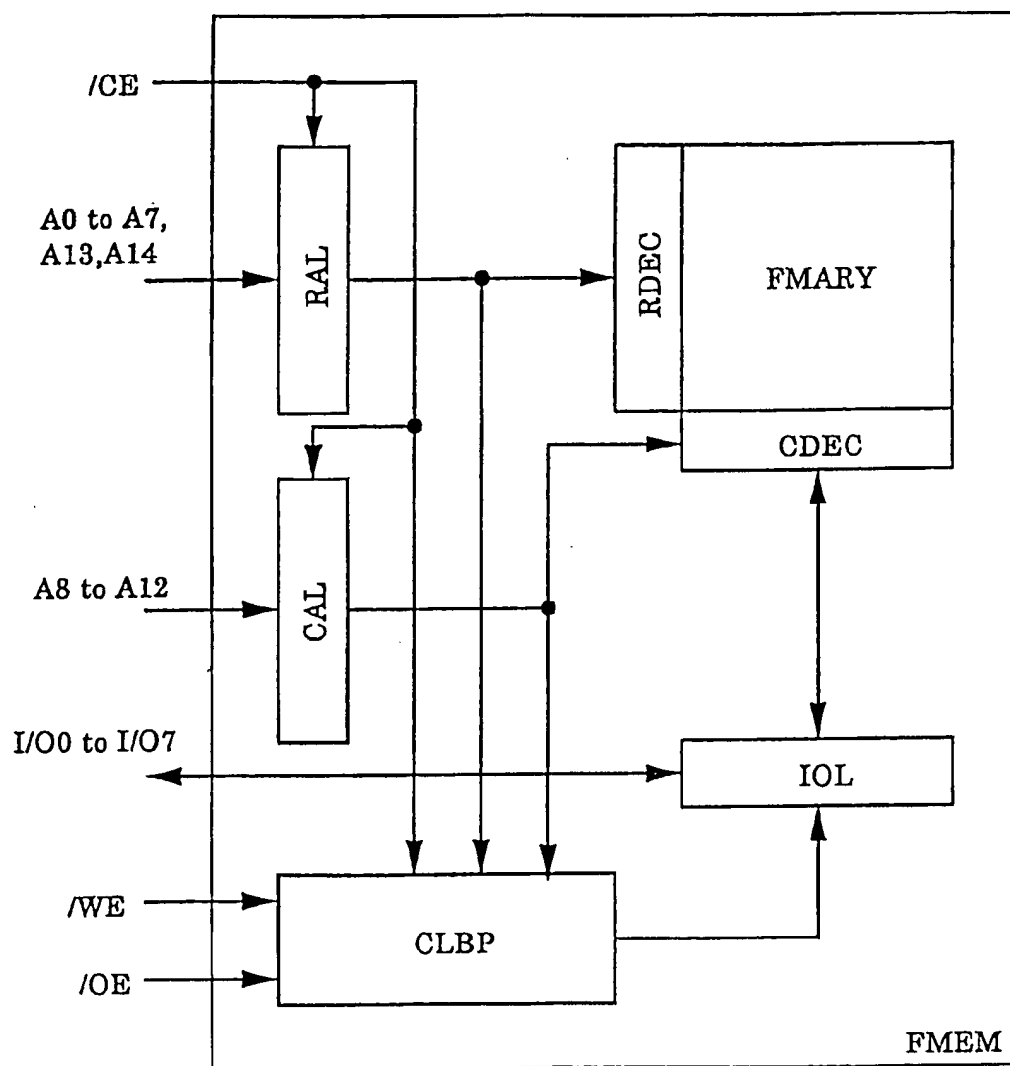 /CE
A0 to A7,
A13,A14
RAL
RDEC
FMARY
CDEC
A8 to A12
CAL
I/O0 to I/O7
IOL
/WE
CLBP
/OE
FMEM